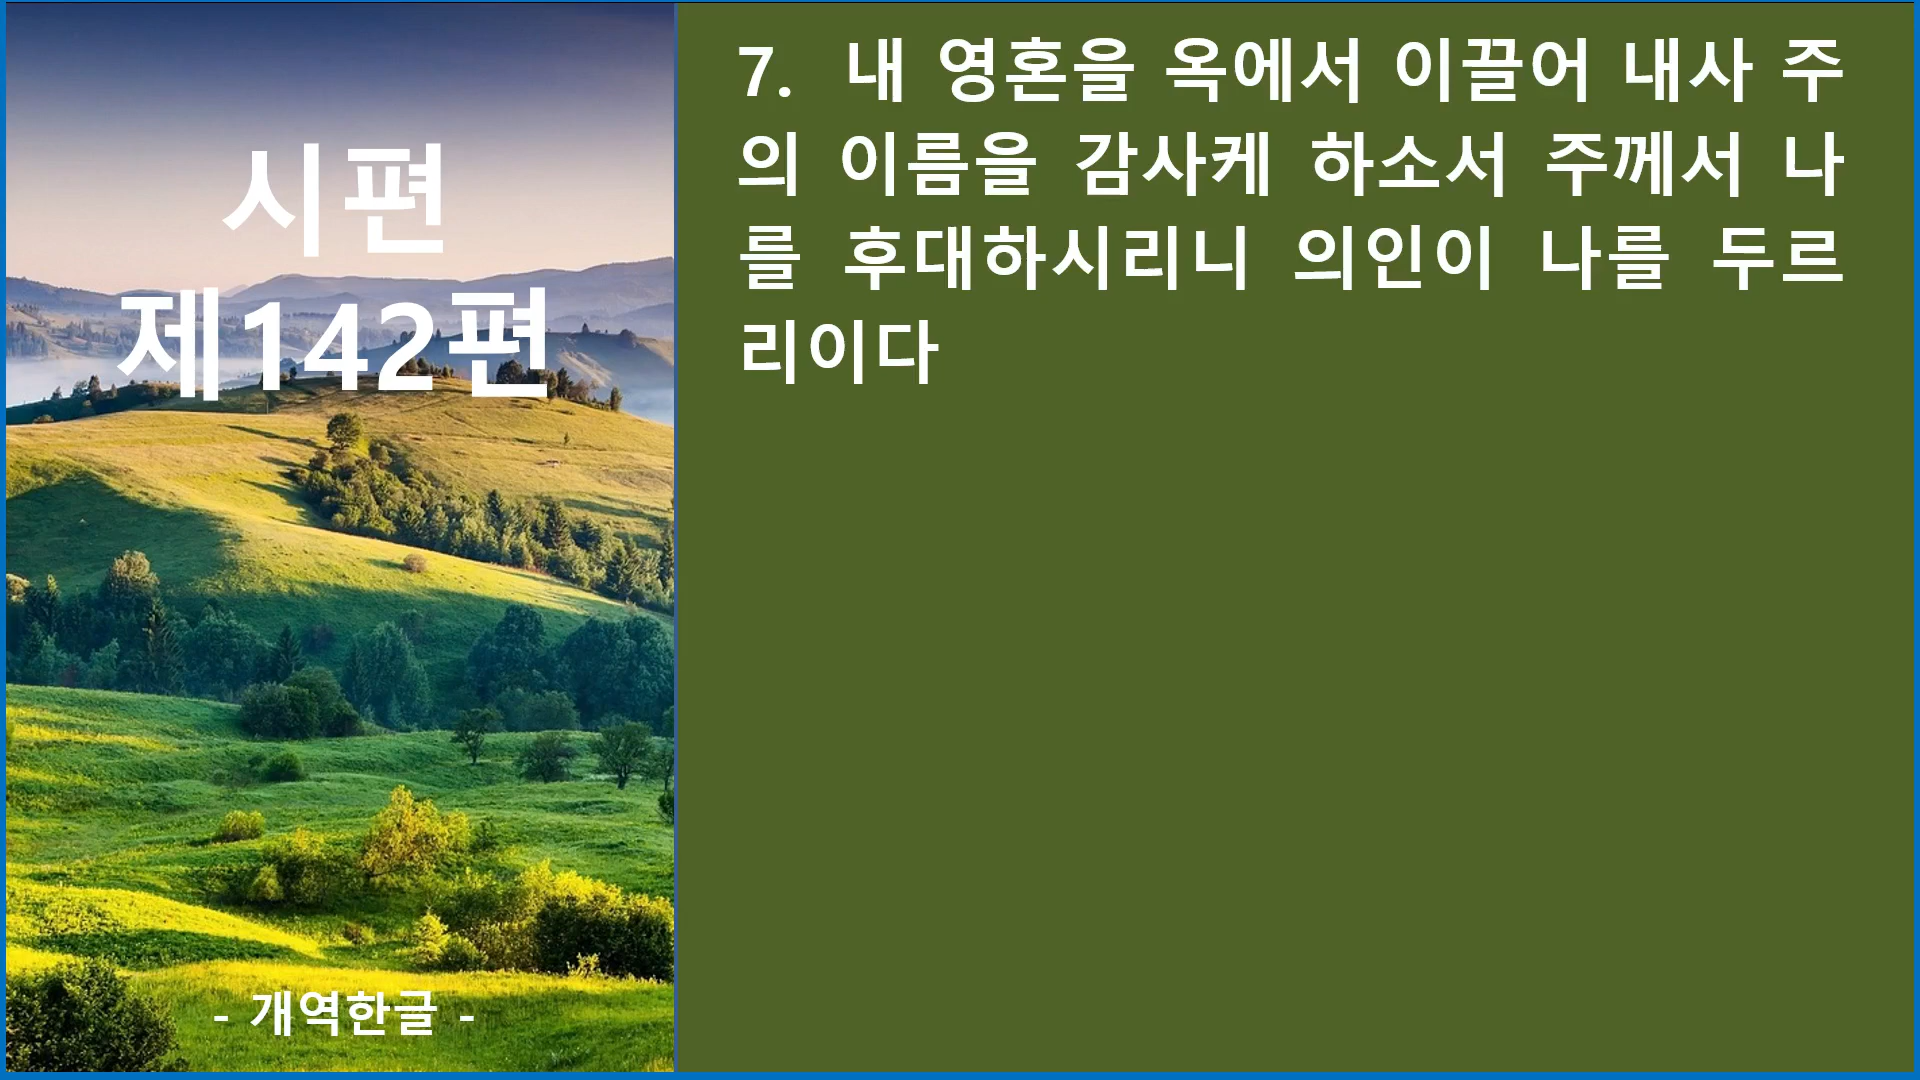 시편
제142편
- 개역한글 -
7. 내 영혼을 옥에서 이끌어 내사 주
의 이름을 감사케 하소서 주께서 나
를 후대하시리니 의인이 나를 두르
리이다